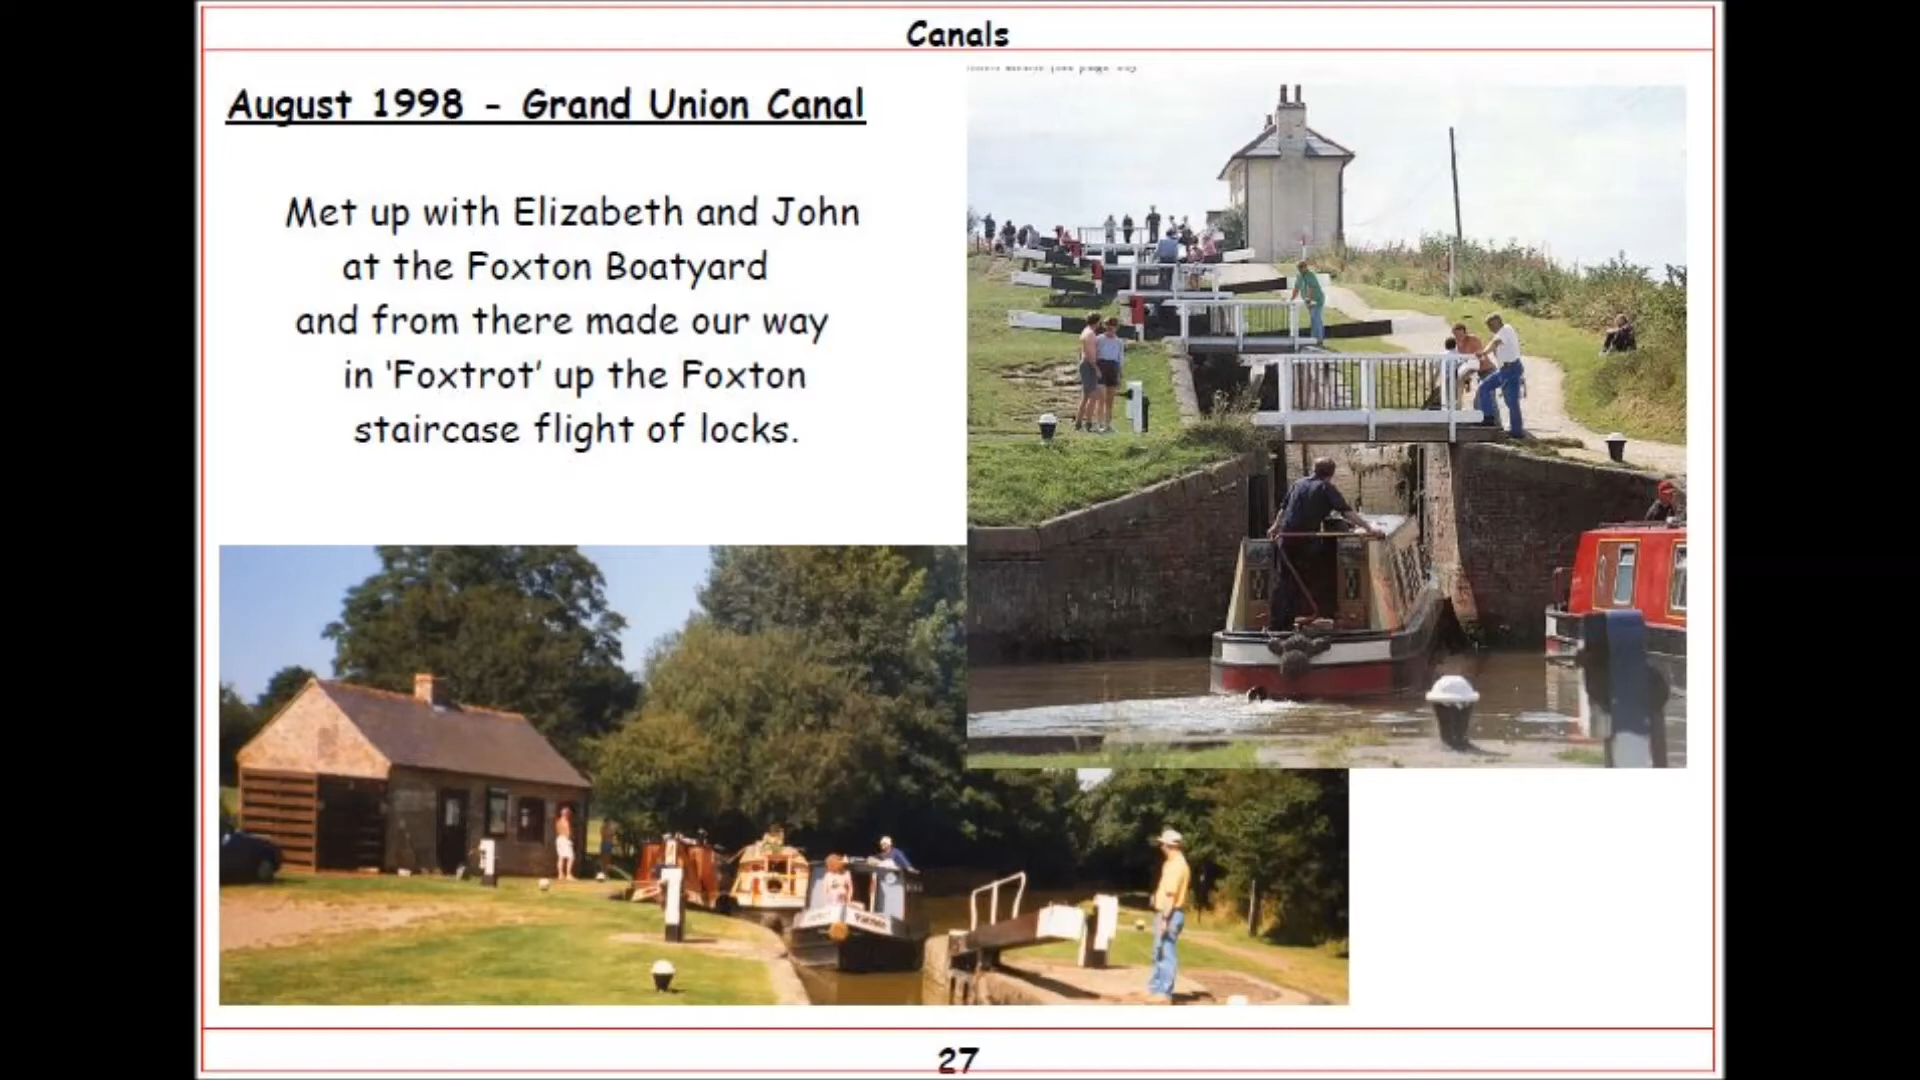 Canals
August 1998 - Grand Union Canal
Met up with Elizabeth and John
at the Foxton Boatyard
and from there made our way
in 'Foxtrot' up the Foxton
staircase flight of locks.
27